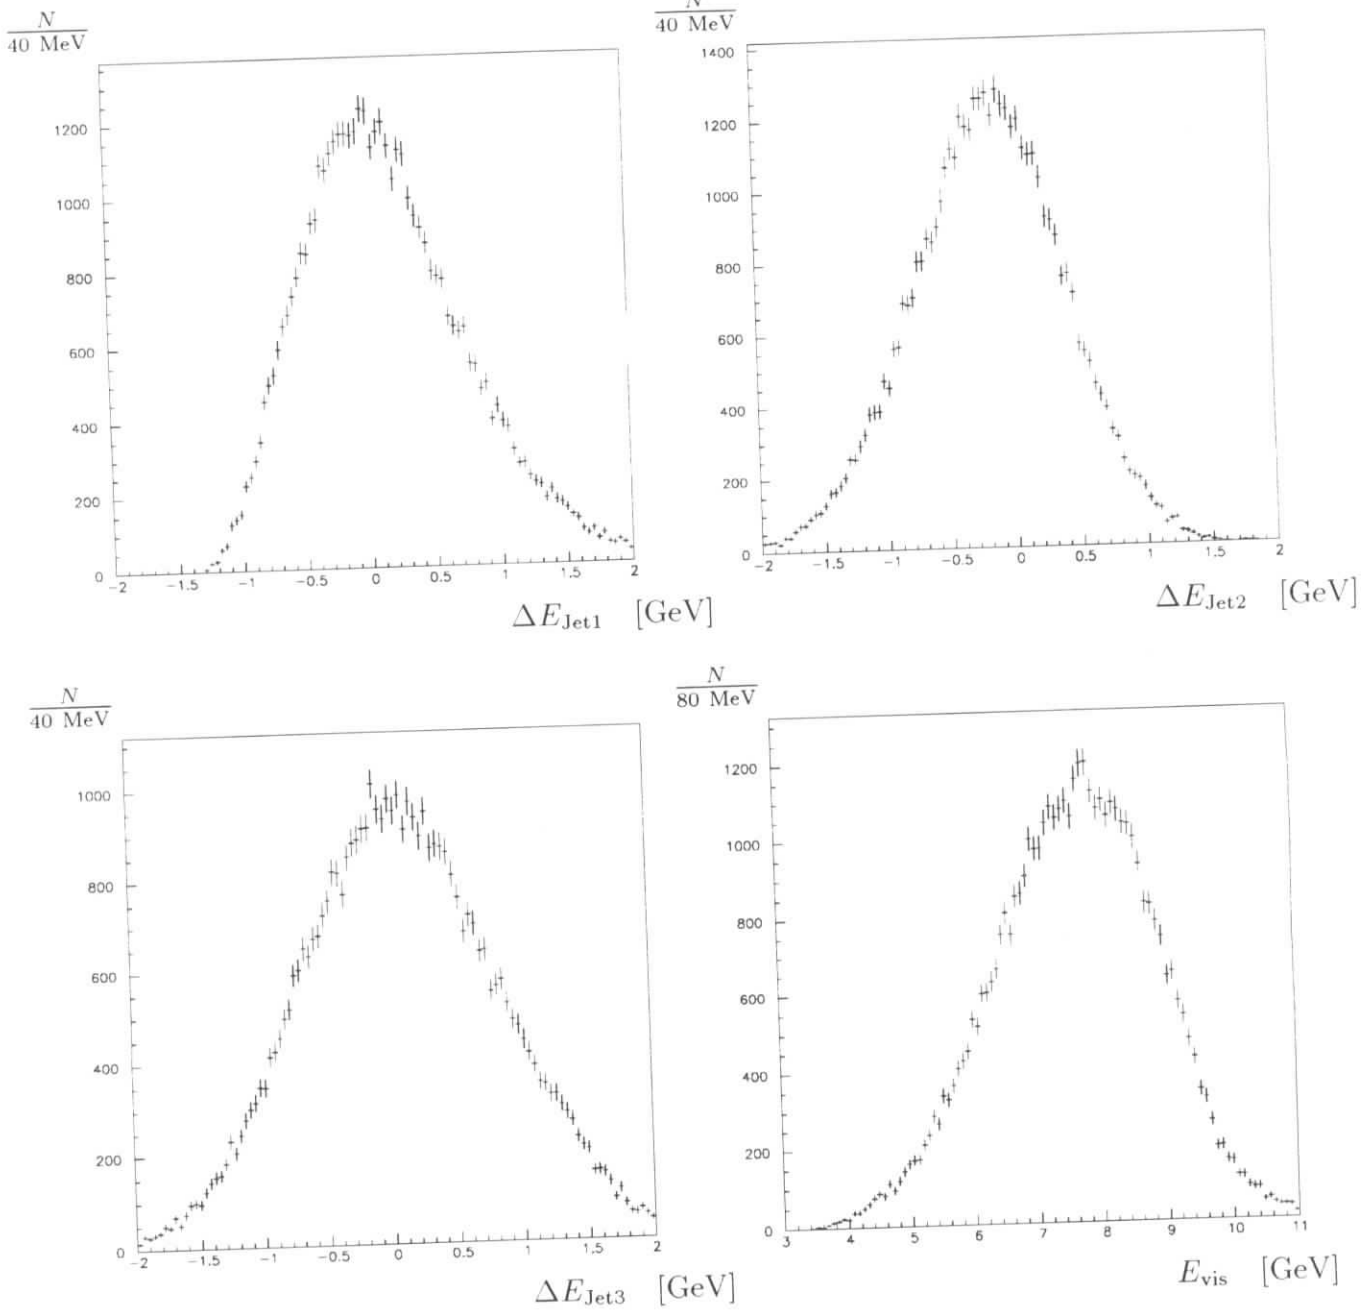 N
40 MeV
1200
1000
800
600
400
200
0
−2 −1.5 −1 −0.5 0 0.5 1 1.5 2
ΔE_Jet1 [GeV]
N
40 MeV
1400
1200
1000
800
600
400
200
0
−2 −1.5 −1 −0.5 0 0.5 1 1.5 2
ΔE_Jet2 [GeV]
N
40 MeV
1000
800
600
400
200
0
−2 −1.5 −1 −0.5 0 0.5 1 1.5 2
ΔE_Jet3 [GeV]
N
80 MeV
1200
1000
800
600
400
200
0
3 4 5 6 7 8 9 10 11
E_vis [GeV]